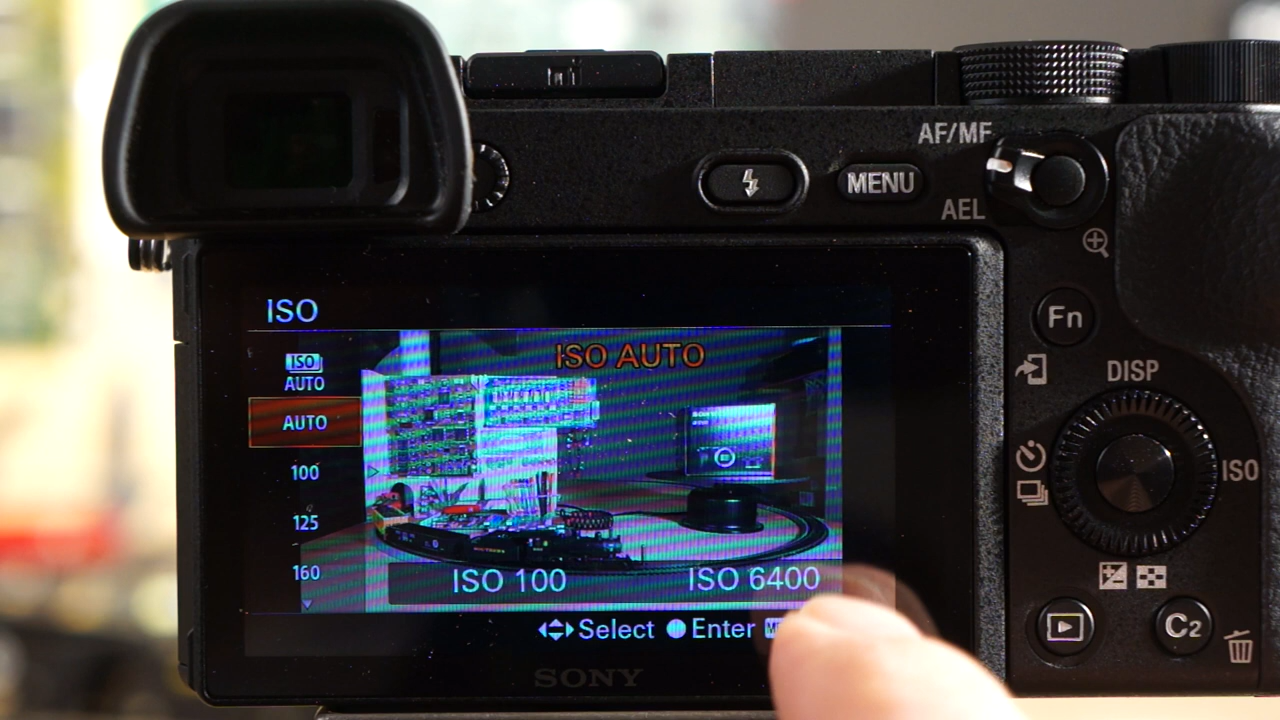 AF/MF
MENU
AEL
Fn
DISP
ISO
C2
ISO
ISO
AUTO
AUTO
100
125
160
ISO AUTO
ISO 100 ISO 6400
Select Enter
SONY